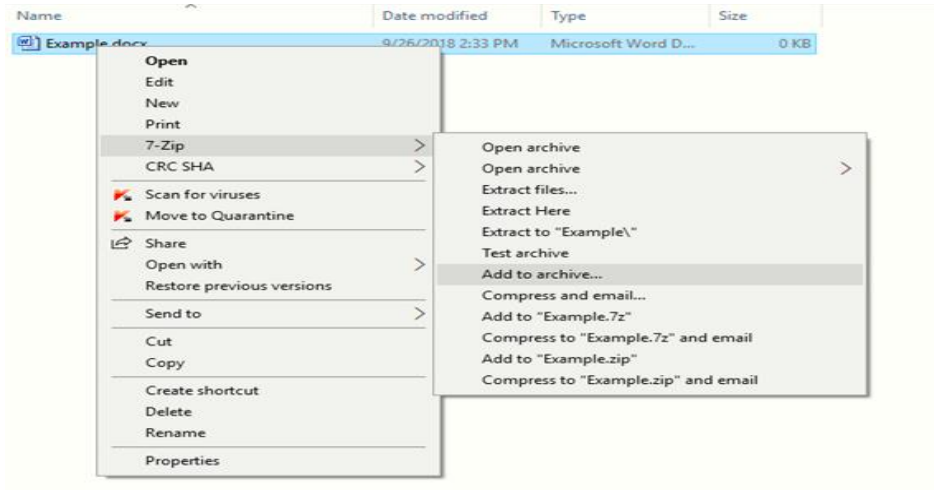 Name Date modified Type Size
Example.docx 9/26/2018 2:33 PM Microsoft Word D... 0 KB
Open
Edit
New
Print
7-Zip
CRC SHA
Scan for viruses
Move to Quarantine
Share
Open with
Restore previous versions
Send to
Cut
Copy
Create shortcut
Delete
Rename
Properties
Open archive
Open archive
Extract files...
Extract Here
Extract to "Example\"
Test archive
Add to archive...
Compress and email...
Add to "Example.7z"
Compress to "Example.7z" and email
Add to "Example.zip"
Compress to "Example.zip" and email